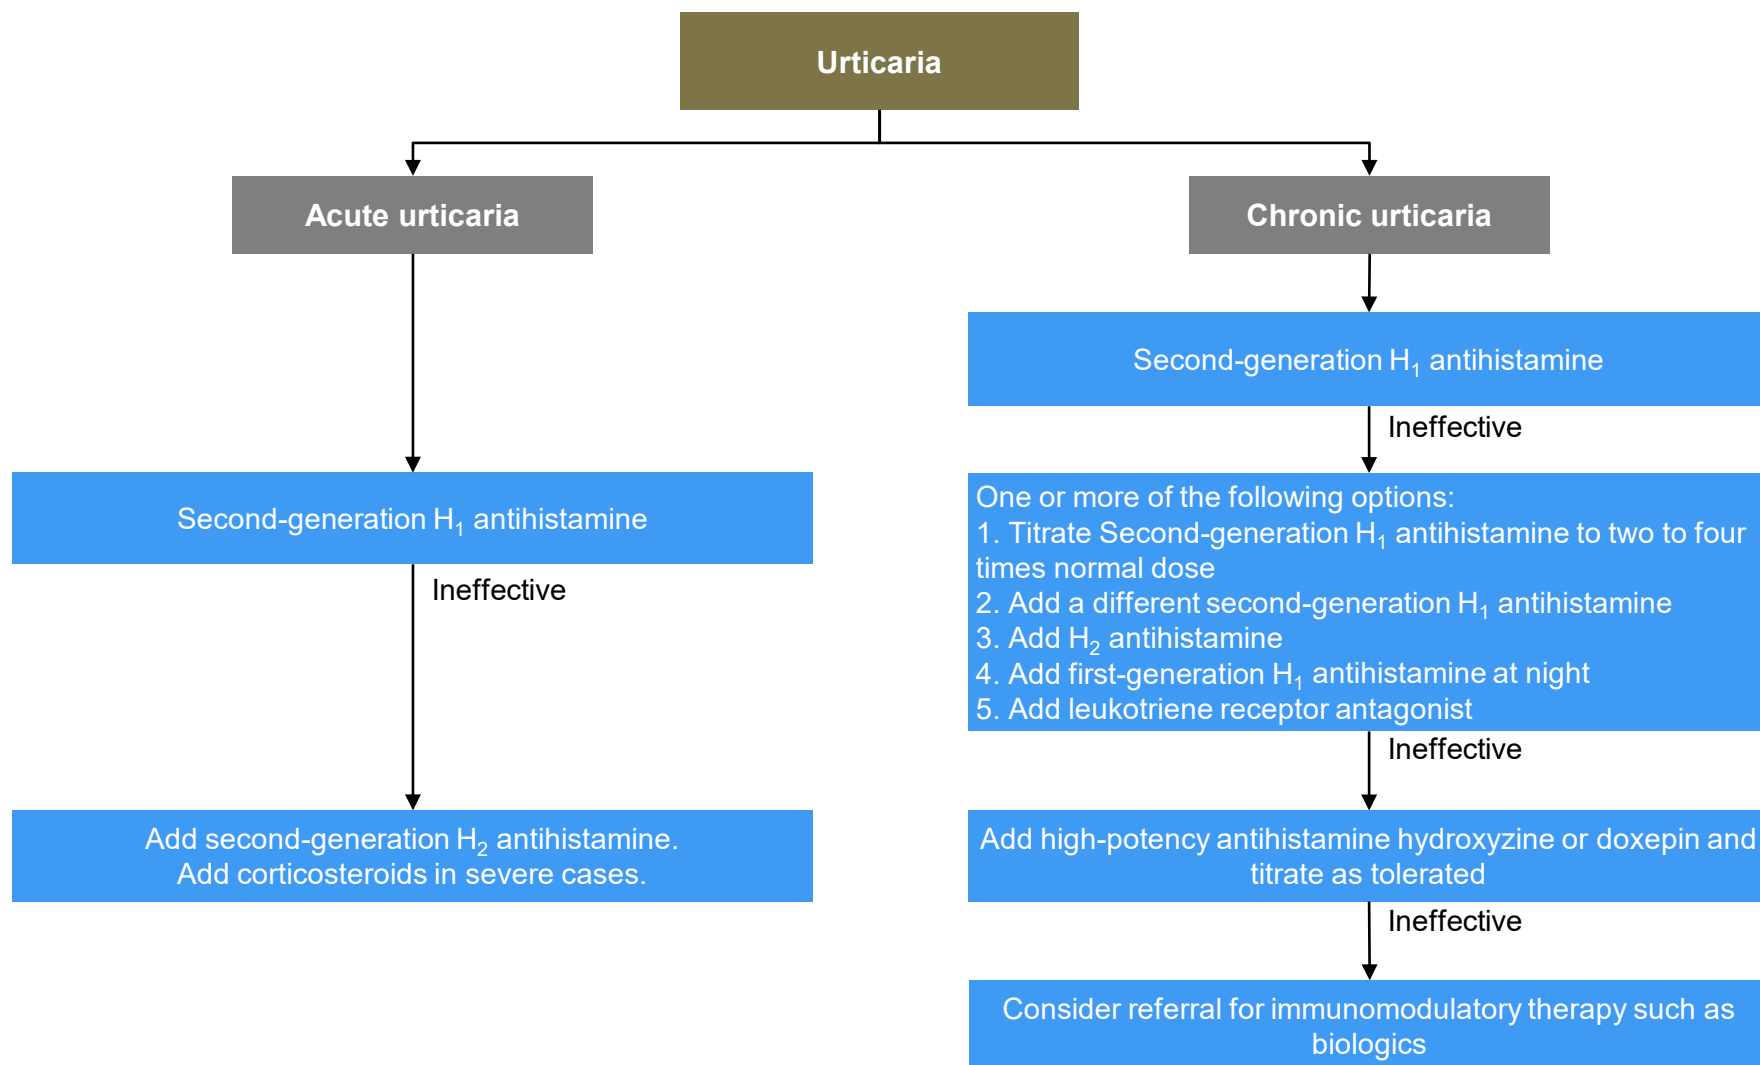 Urticaria
Acute urticaria
Chronic urticaria
Second-generation H₁ antihistamine
Ineffective
Second-generation H₁ antihistamine
Ineffective
One or more of the following options:
1. Titrate Second-generation H₁ antihistamine to two to four
times normal dose
2. Add a different second-generation H₁ antihistamine
3. Add H₂ antihistamine
4. Add first-generation H₁ antihistamine at night
5. Add leukotriene receptor antagonist
Ineffective
Add second-generation H₂ antihistamine.
Add corticosteroids in severe cases.
Add high-potency antihistamine hydroxyzine or doxepin and
titrate as tolerated
Ineffective
Consider referral for immunomodulatory therapy such as
biologics